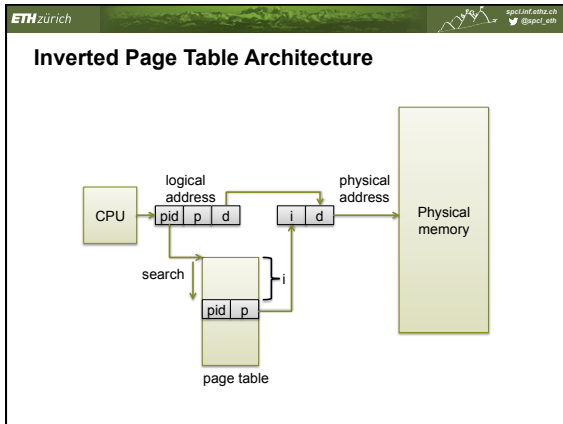 ETH zürich
spcl.inf.ethz.ch
@spcl_eth
Inverted Page Table Architecture
logical
address
physical
address
CPU
pid p d
i d
Physical
memory
search
i
pid p
page table